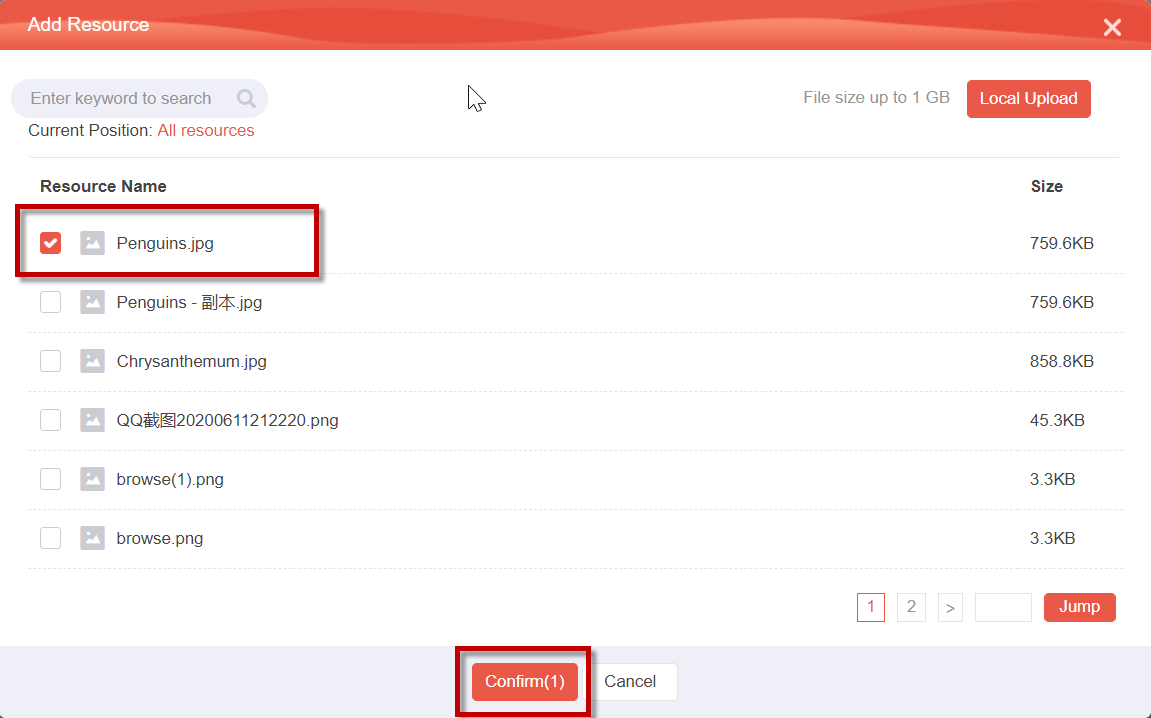 Add Resource
Enter keyword to search
File size up to 1 GB
Local Upload
Current Position: All resources
Resource Name Size
Penguins.jpg 759.6KB
Penguins - 副本.jpg 759.6KB
Chrysanthemum.jpg 858.8KB
QQ截图20200611212220.png 45.3KB
browse(1).png 3.3KB
browse.png 3.3KB
1 2 > Jump
Confirm(1) Cancel